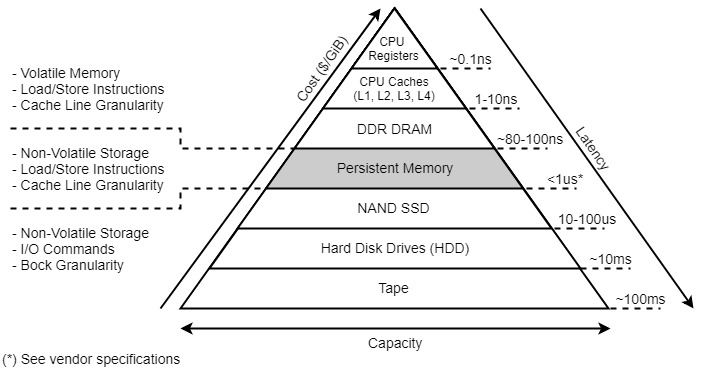 CPU
Registers
~0.1ns
Cost ($/GiB)
- Volatile Memory
- Load/Store Instructions
- Cache Line Granularity
CPU Caches
(L1, L2, L3, L4)
1-10ns
DDR DRAM
~80-100ns
Latency
- Non-Volatile Storage
- Load/Store Instructions
- Cache Line Granularity
Persistent Memory
<1us*
NAND SSD
10-100us
- Non-Volatile Storage
- I/O Commands
- Bock Granularity
Hard Disk Drives (HDD)
~10ms
Tape
~100ms
Capacity
(*) See vendor specifications